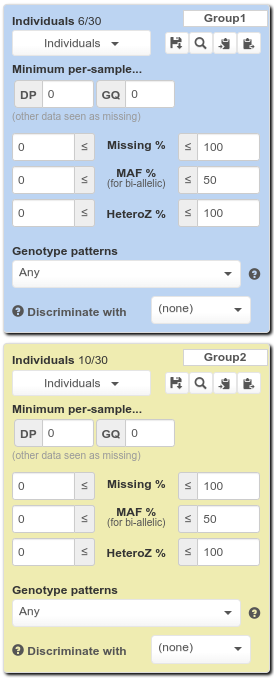 Individuals 6/30 Group1
Individuals
Minimum per-sample...
DP 0 GQ 0
(other data seen as missing)
0 ≤ Missing % ≤ 100
0 ≤ MAF % ≤ 50
(for bi-allelic)
0 ≤ HeteroZ % ≤ 100
Genotype patterns
Any ?
? Discriminate with (none)
Individuals 10/30 Group2
Individuals
Minimum per-sample...
DP 0 GQ 0
(other data seen as missing)
0 ≤ Missing % ≤ 100
0 ≤ MAF % ≤ 50
(for bi-allelic)
0 ≤ HeteroZ % ≤ 100
Genotype patterns
Any ?
? Discriminate with (none)